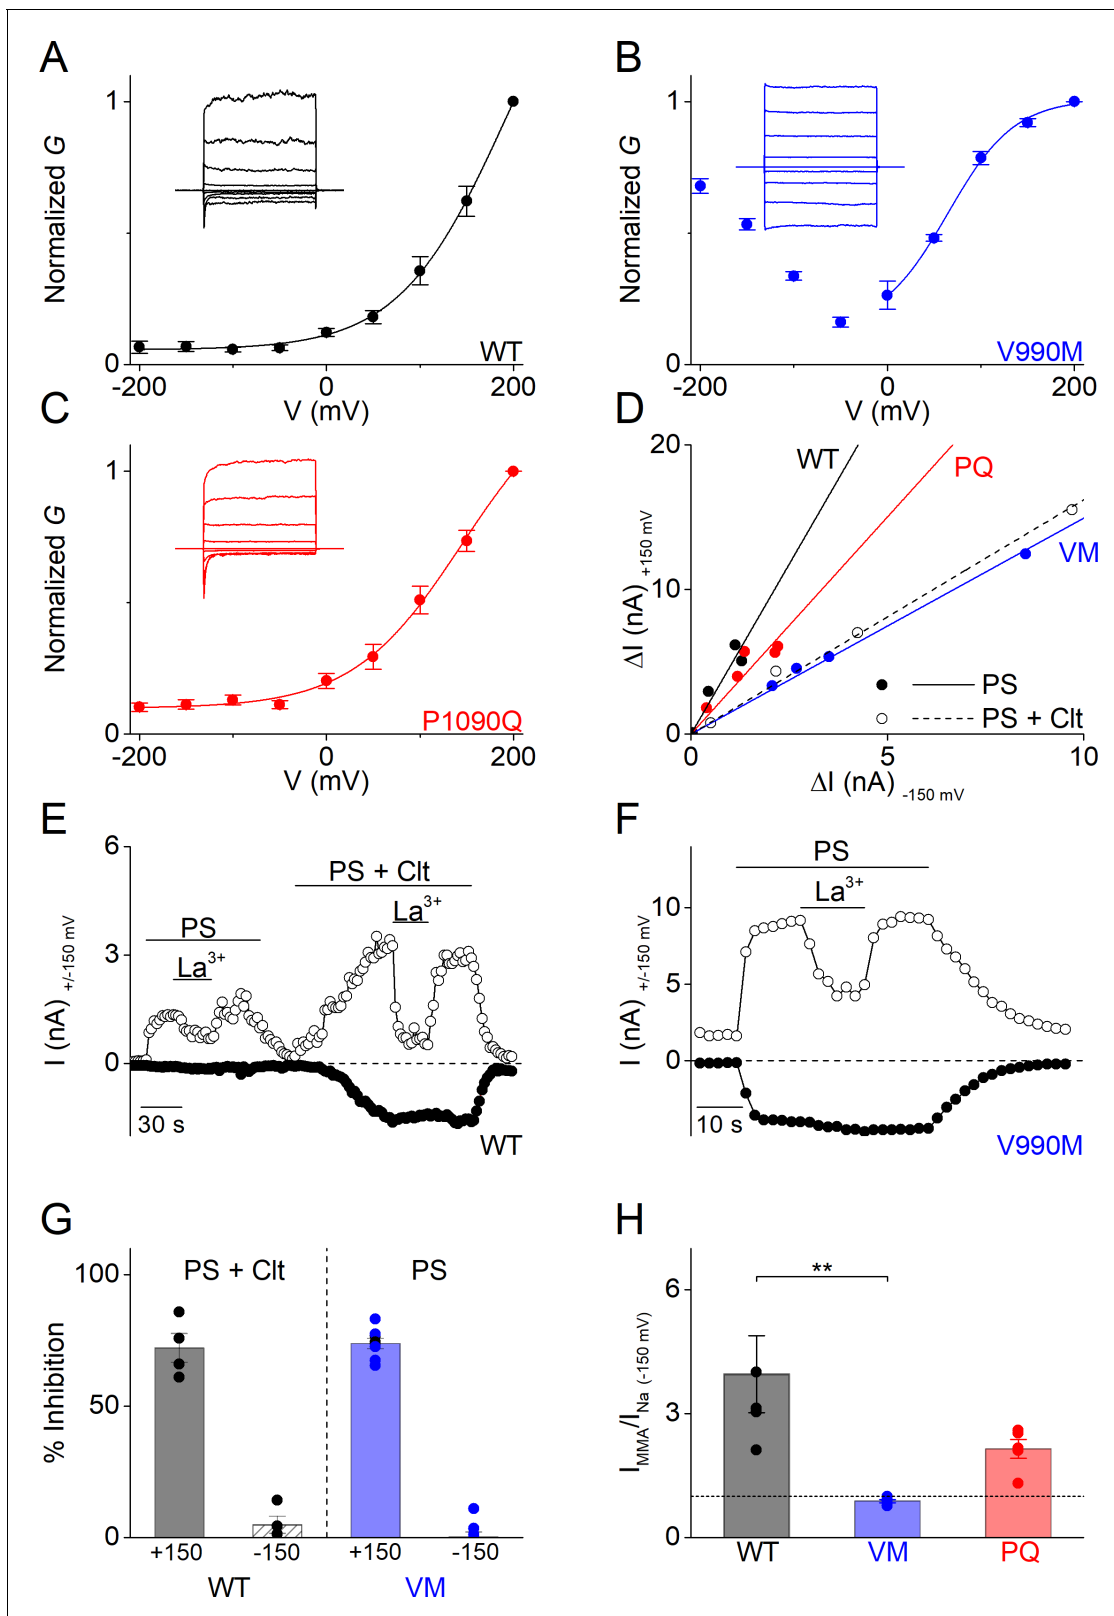 A
Normalized G
1
0
-200
0
200
V (mV)
WT
B
Normalized G
1
0
-200
0
200
V (mV)
V990M
C
Normalized G
1
0
-200
0
200
V (mV)
P1090Q
D
ΔI (nA) +150 mV
20
10
0
0
5
10
ΔI (nA) -150 mV
WT
PQ
VM
PS
PS + Clt
E
I (nA) +/-150 mV
6
3
0
PS
La3+
PS + Clt
La3+
30 s
WT
F
I (nA) +/-150 mV
10
5
0
PS
La3+
10 s
V990M
G
% Inhibition
100
50
0
PS + Clt
PS
+150
-150
+150
-150
WT
VM
H
IMMA/INa (-150 mV)
6
3
0
**
WT
VM
PQ